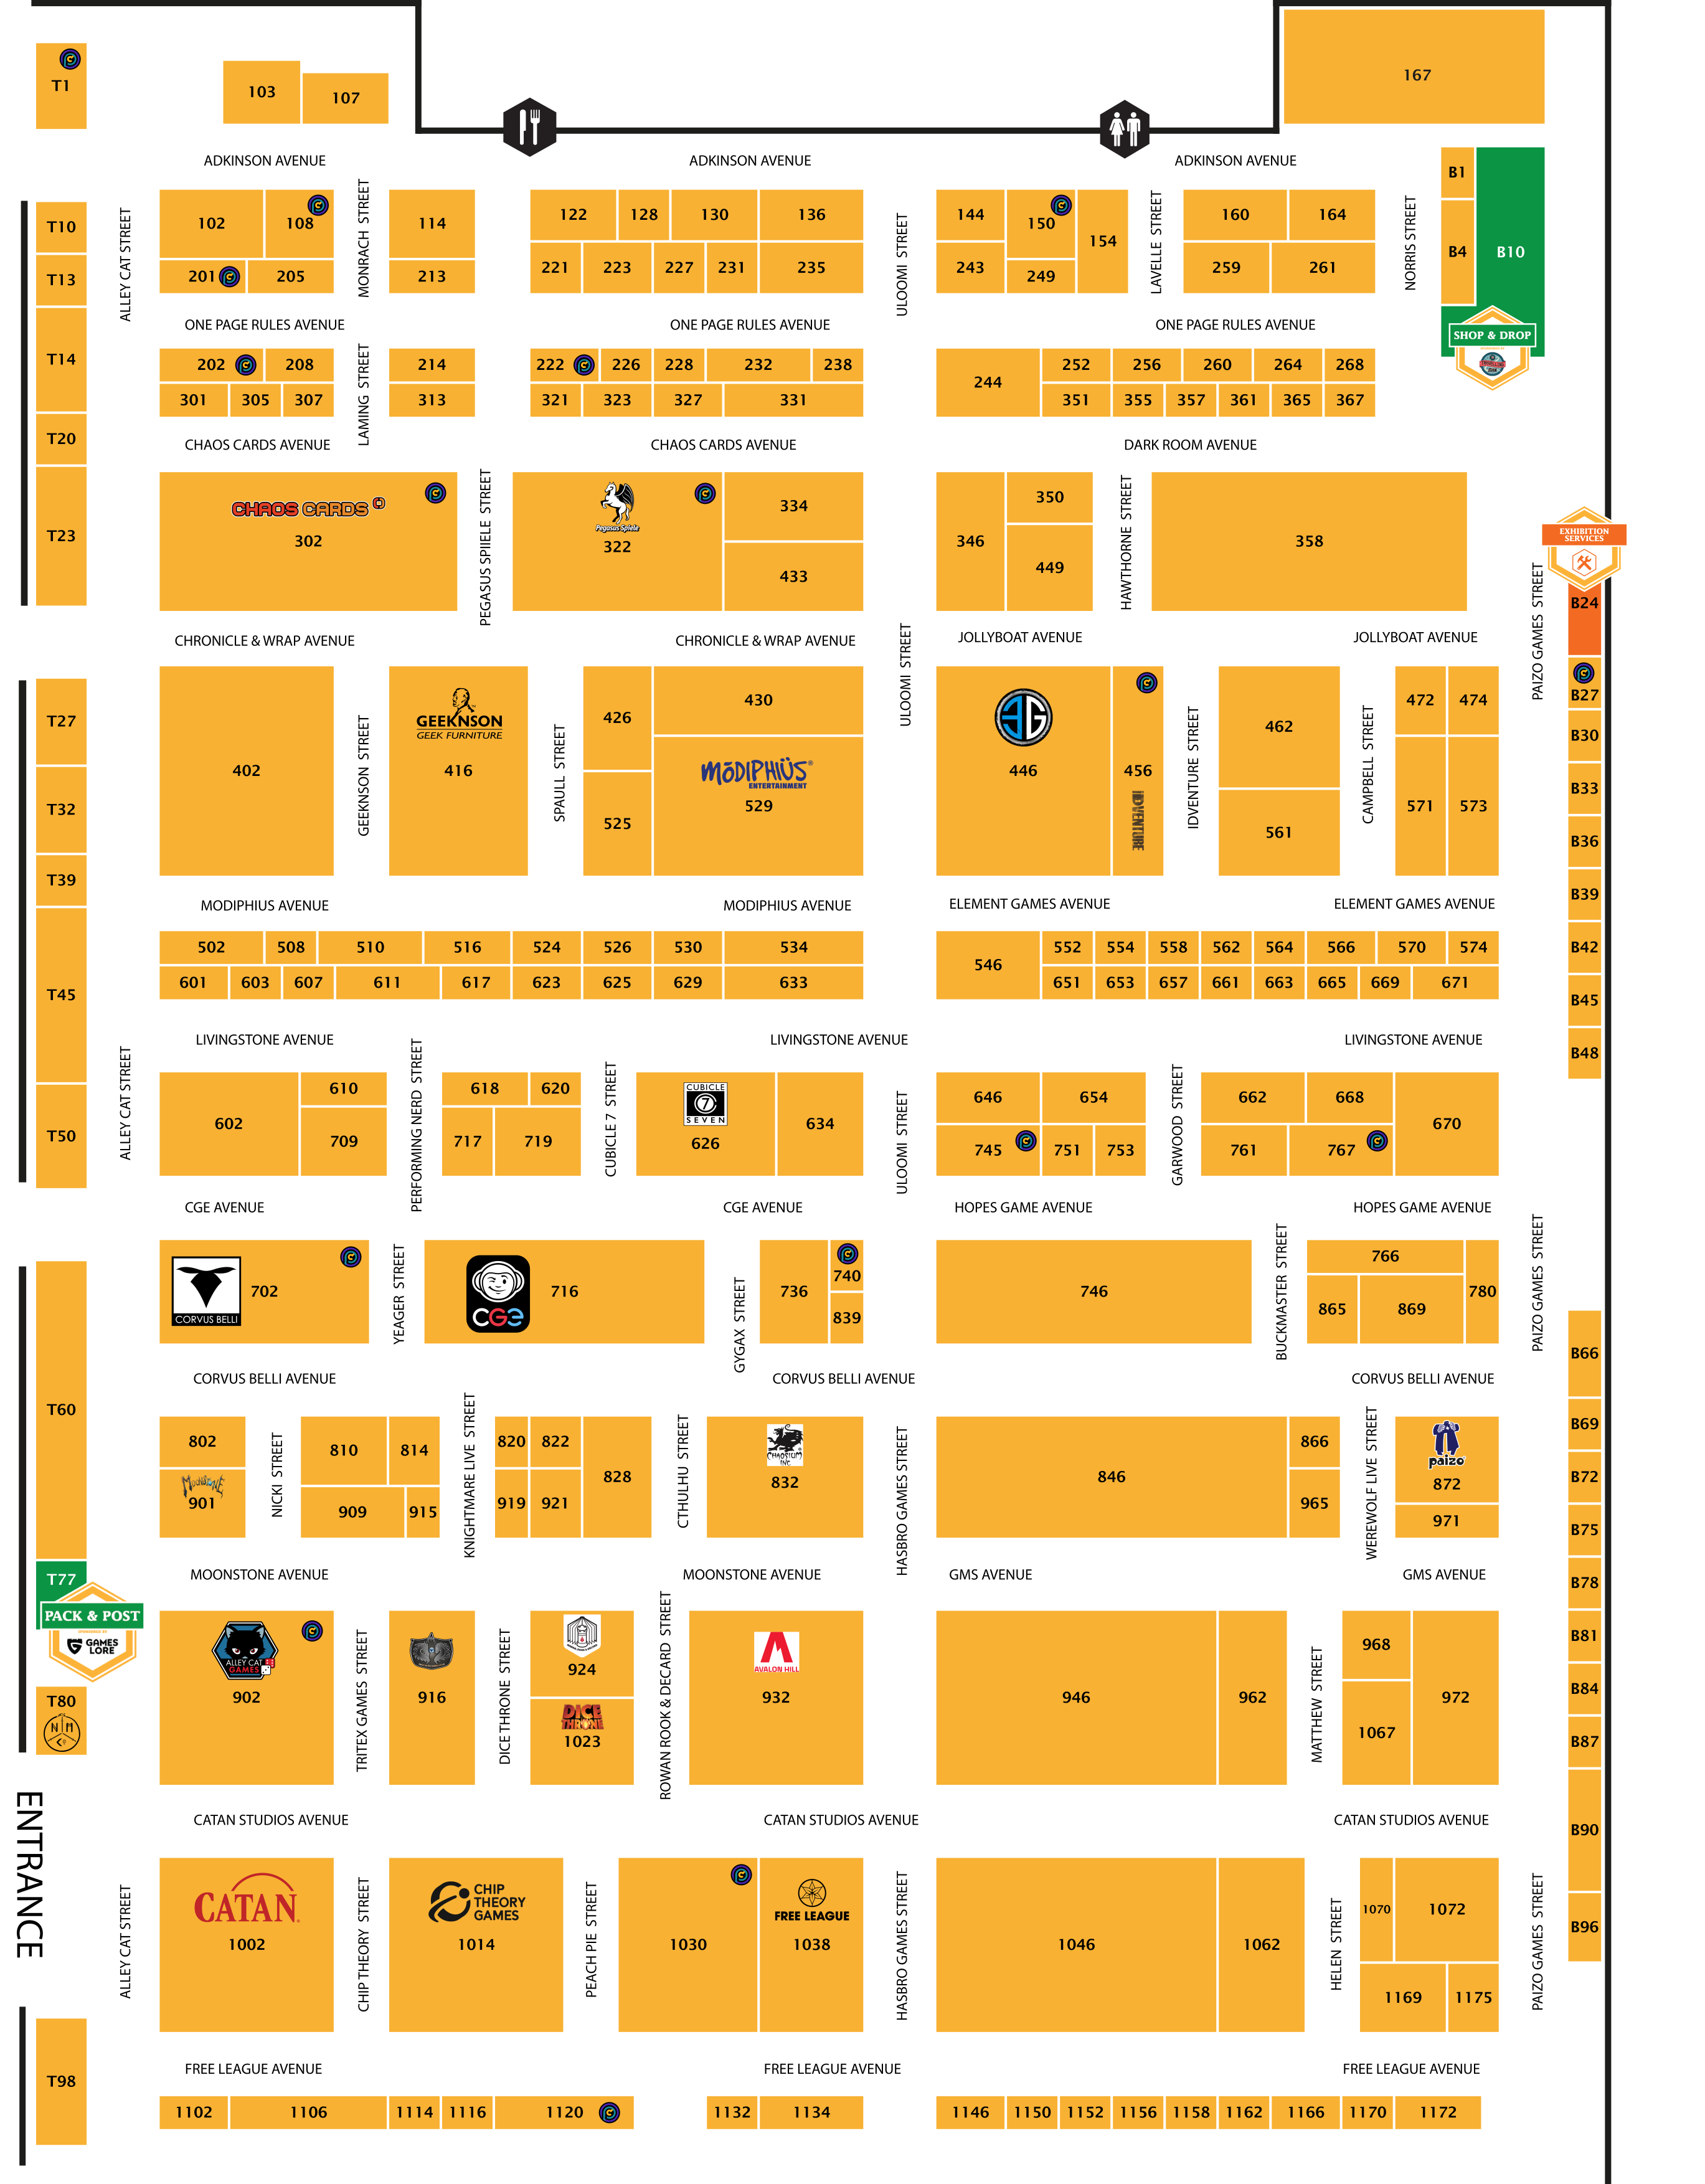 T1
103
107
167
ADKINSON AVENUE
ADKINSON AVENUE
ADKINSON AVENUE
B1
B4
B10
SHOP & DROP
T10
T13
T14
T20
T23
ALLEY CAT STREET
102
108
201
205
MONRACH STREET
114
213
122
128
130
136
221
223
227
231
235
ULOOMI STREET
144
150
154
243
249
LAVELLE STREET
160
164
259
261
NORRIS STREET
ONE PAGE RULES AVENUE
ONE PAGE RULES AVENUE
ONE PAGE RULES AVENUE
202
208
301
305
307
LAMING STREET
214
313
222
226
228
232
238
321
323
327
331
244
252
256
260
264
268
351
355
357
361
365
367
CHAOS CARDS AVENUE
CHAOS CARDS AVENUE
DARK ROOM AVENUE
CHAOS CARDS
302
PEGASUS SPIIELE STREET
Pegasus Spiele
322
334
433
346
350
449
HAWTHORNE STREET
358
EXHIBITION
SERVICES
B24
PAIZO GAMES STREET
CHRONICLE & WRAP AVENUE
CHRONICLE & WRAP AVENUE
ULOOMI STREET
JOLLYBOAT AVENUE
JOLLYBOAT AVENUE
T27
T32
T39
T45
T50
402
GEEKNSON STREET
GEEKNSON
GEEK FURNITURE
416
SPAULL STREET
426
525
430
MŌDIPHIÜS
ENTERTAINMENT
529
3G
446
456
IDVENTURE
IDVENTURE STREET
462
561
CAMPBELL STREET
472
474
571
573
B27
B30
B33
B36
B39
B42
B45
B48
MODIPHIUS AVENUE
MODIPHIUS AVENUE
ELEMENT GAMES AVENUE
ELEMENT GAMES AVENUE
502
508
510
516
524
526
530
534
601
603
607
611
617
623
625
629
633
546
552
554
558
562
564
566
570
574
651
653
657
661
663
665
669
671
LIVINGSTONE AVENUE
LIVINGSTONE AVENUE
LIVINGSTONE AVENUE
ALLEY CAT STREET
602
610
709
PERFORMING NERD STREET
618
620
717
719
CUBICLE 7 STREET
CUBICLE
7
SEVEN
626
634
ULOOMI STREET
646
654
745
751
753
GARWOOD STREET
662
668
670
761
767
CGE AVENUE
CGE AVENUE
HOPES GAME AVENUE
HOPES GAME AVENUE
T60
CORVUS BELLI
702
YEAGER STREET
CGE
716
GYGAX STREET
736
740
839
746
BUCKMASTER STREET
766
780
865
869
PAIZO GAMES STREET
CORVUS BELLI AVENUE
CORVUS BELLI AVENUE
CORVUS BELLI AVENUE
802
MOONSTONE
901
NICKI STREET
810
814
909
915
KNIGHTMARE LIVE STREET
820
822
828
919
921
CTHULHU STREET
CHAOSIUM
INC.
832
HASBRO GAMES STREET
846
866
965
WEREWOLF LIVE STREET
paizo
872
971
B66
B69
B72
B75
B78
B81
B84
B87
B90
B96
MOONSTONE AVENUE
MOONSTONE AVENUE
GMS AVENUE
GMS AVENUE
T77
PACK & POST
GAMES
LORE
T80
N M
ALLEY CAT
GAMES
902
TRITEX GAMES STREET
916
DICE THRONE STREET
924
DICE
THRONE
1023
ROWAN ROOK & DECARD STREET
AVALON HILL
932
946
962
MATTHEW STREET
968
1067
972
CATAN STUDIOS AVENUE
CATAN STUDIOS AVENUE
CATAN STUDIOS AVENUE
ENTRANCE
ALLEY CAT STREET
CATAN
1002
CHIP THEORY STREET
CHIP
THEORY
GAMES
1014
PEACH PIE STREET
1030
FREE LEAGUE
1038
HASBRO GAMES STREET
1046
1062
HELEN STREET
1070
1072
1169
1175
PAIZO GAMES STREET
FREE LEAGUE AVENUE
FREE LEAGUE AVENUE
FREE LEAGUE AVENUE
T98
1102
1106
1114
1116
1120
1132
1134
1146
1150
1152
1156
1158
1162
1166
1170
1172